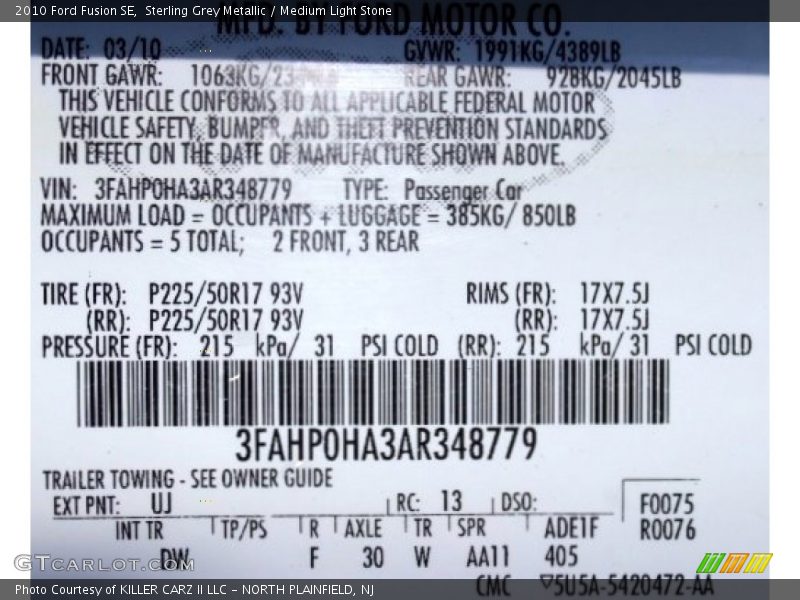 2010 Ford Fusion SE, Sterling Grey Metallic / Medium Light Stone
MFD. BY FORD MOTOR CO.
DATE: 03/10 GVWR: 1991KG/4389LB
FRONT GAWR: 1063KG/ REAR GAWR: 928KG/2045LB
THIS VEHICLE CONFORMS TO ALL APPLICABLE FEDERAL MOTOR
VEHICLE SAFETY, BUMPER, AND THEFT PREVENTION STANDARDS
IN EFFECT ON THE DATE OF MANUFACTURE SHOWN ABOVE.
VIN: 3FAHP0HA3AR348779 TYPE: Passenger Car
MAXIMUM LOAD = OCCUPANTS + LUGGAGE = 385KG/ 850LB
OCCUPANTS = 5 TOTAL; 2 FRONT, 3 REAR
TIRE (FR): P225/50R17 93V RIMS (FR): 17X7.5J
(RR): P225/50R17 93V (RR): 17X7.5J
PRESSURE (FR): 215 kPa/ 31 PSI COLD (RR): 215 kPa/ 31 PSI COLD
3FAHP0HA3AR348779
TRAILER TOWING - SEE OWNER GUIDE
EXT PNT: UJ RC: 13 DSO: F0075
INT TR TP/PS R AXLE TR SPR ADE1F R0076
DW F 30 W AA11 405
GTCarLot.com
CMC ▽5U5A-5420472-AA
Photo Courtesy of KILLER CARZ II LLC - NORTH PLAINFIELD, NJ